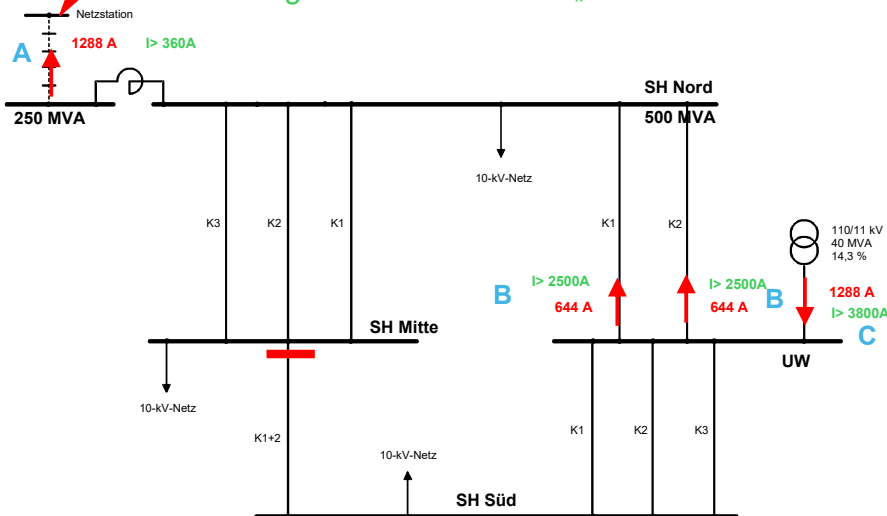 Netzstation
A
1288 A
I> 360A
SH Nord
250 MVA
500 MVA
10-kV-Netz
K3
K2
K1
K1
K2
110/11 kV
40 MVA
14,3 %
I> 2500A
I> 2500A
B
644 A
644 A
B
1288 A
I> 3800A
SH Mitte
C
UW
10-kV-Netz
K1+2
K1
K2
K3
10-kV-Netz
SH Süd